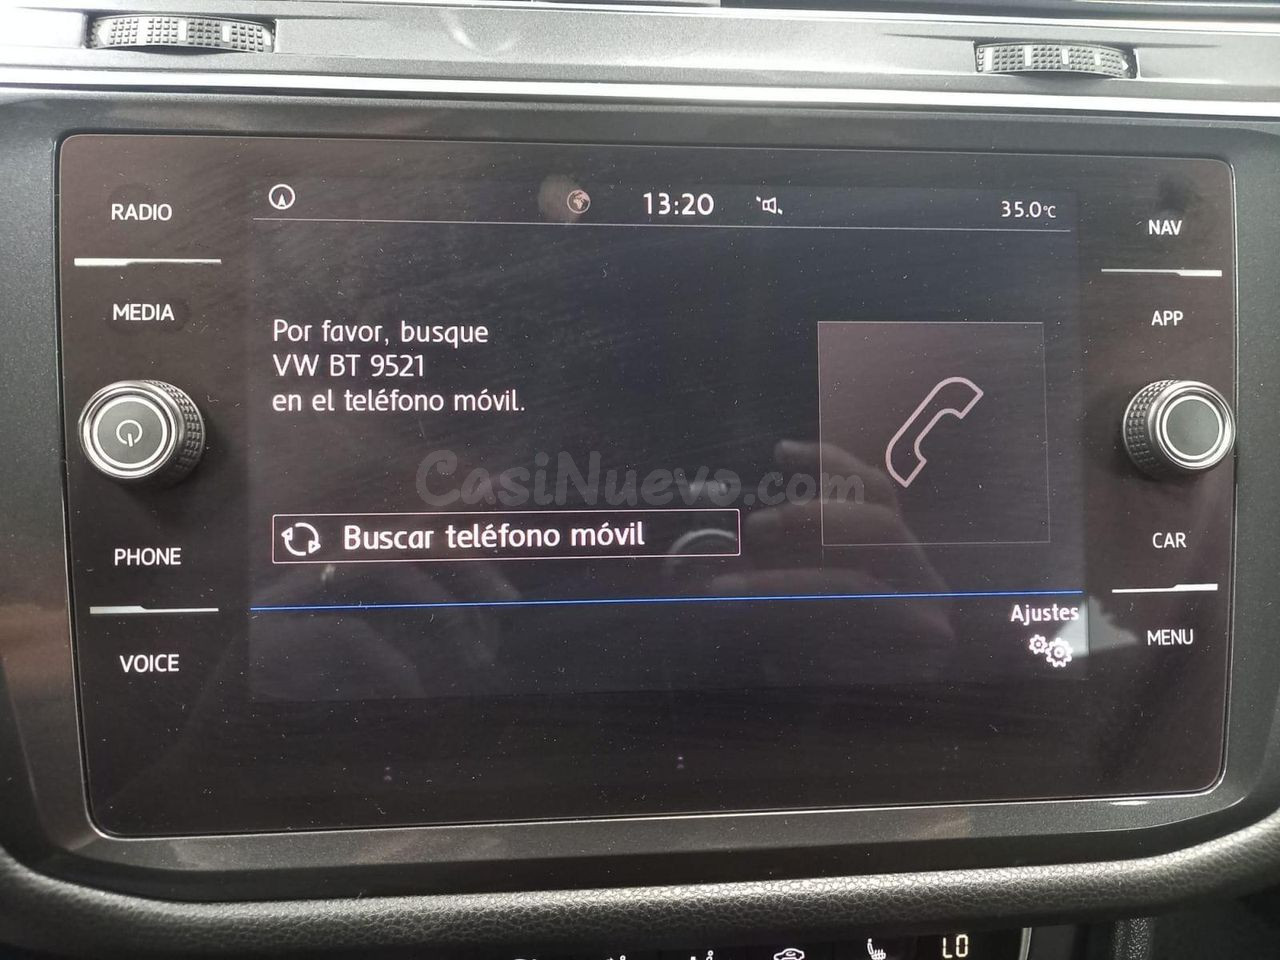 RADIO
MEDIA
PHONE
VOICE
13:20
35.0°C
Por favor, busque
VW BT 9521
en el teléfono móvil.
CasiNuevo.com
Buscar teléfono móvil
Ajustes
NAV
APP
CAR
MENU
LO